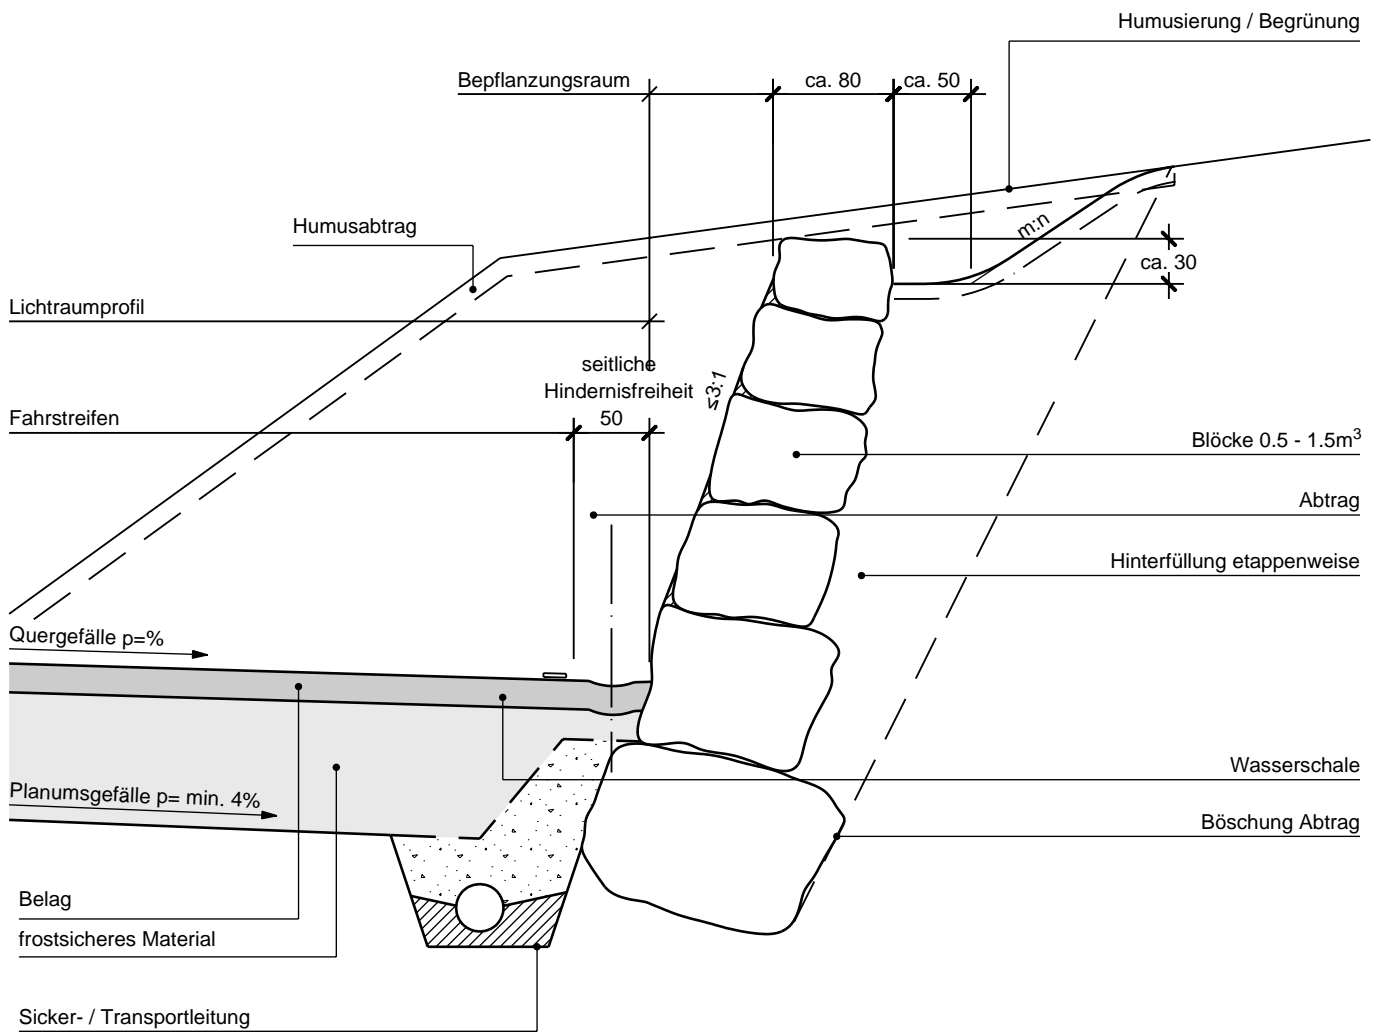 Humusierung / Begrünung
Bepflanzungsraum
ca. 80
ca. 50
Humusabtrag
m:n
ca. 30
Lichtraumprofil
seitliche
Hindernisfreiheit
50
≤3:1
Fahrstreifen
Blöcke 0.5 - 1.5m³
Abtrag
Hinterfüllung etappenweise
Quergefälle p=%
Wasserschale
Planumsgefälle p= min. 4%
Böschung Abtrag
Belag
frostsicheres Material
Sicker- / Transportleitung